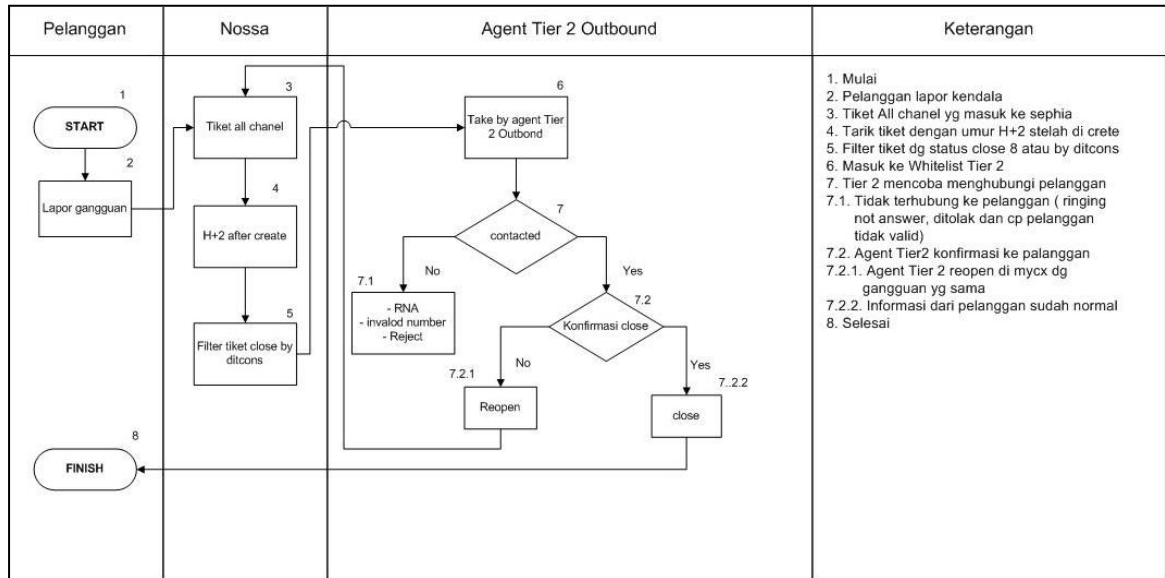 Pelanggan
Nossa
Agent Tier 2 Outbound
Keterangan
1
START
2
Lapor gangguan
3
Tiket all chanel
4
H+2 after create
5
Filter tiket close by
ditcons
6
Take by agent Tier
2 Outbond
7
contacted
No
Yes
7.1
- RNA
- invalod number
- Reject
7.2
Konfirmasi close
No
Yes
7.2.1
Reopen
7..2.2
close
8
FINISH
1. Mulai
2. Pelanggan lapor kendala
3. Tiket All chanel yg masuk ke sephia
4. Tarik tiket dengan umur H+2 stelah di crete
5. Filter tiket dg status close 8 atau by ditcons
6. Masuk ke Whitelist Tier 2
7. Tier 2 mencoba menghubungi pelanggan
7.1. Tidak terhubung ke pelanggan ( ringing
not answer, ditolak dan cp pelanggan
tidak valid)
7.2. Agent Tier2 konfirmasi ke palanggan
7.2.1. Agent Tier 2 reopen di mycx dg
gangguan yg sama
7.2.2. Informasi dari pelanggan sudah normal
8. Selesai